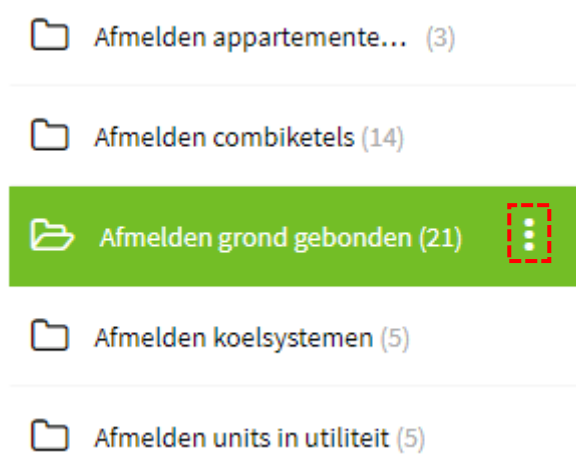 Afmelden appartemente... (3)
Afmelden combiketels (14)
Afmelden grond gebonden (21)
Afmelden koelsystemen (5)
Afmelden units in utiliteit (5)